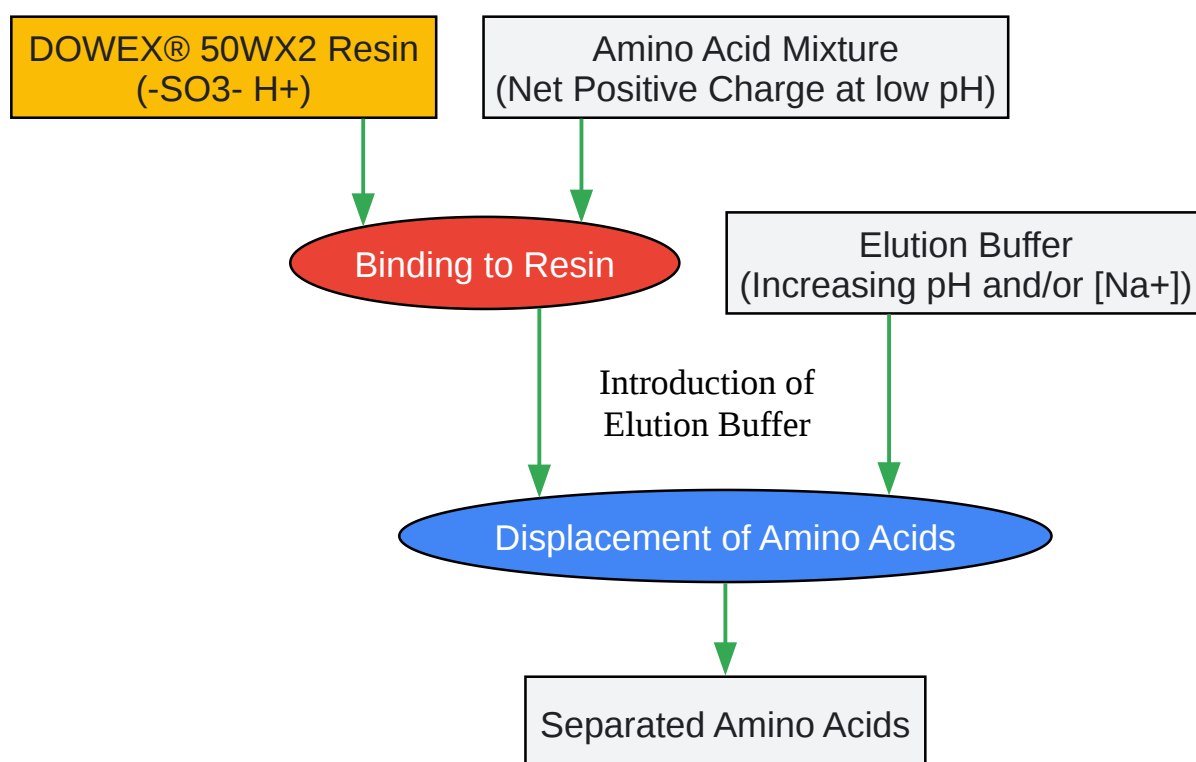 DOWEX® 50WX2 Resin
(-SO3- H+)
Amino Acid Mixture
(Net Positive Charge at low pH)
Binding to Resin
Elution Buffer
(Increasing pH and/or [Na+])
Introduction of
Elution Buffer
Displacement of Amino Acids
Separated Amino Acids